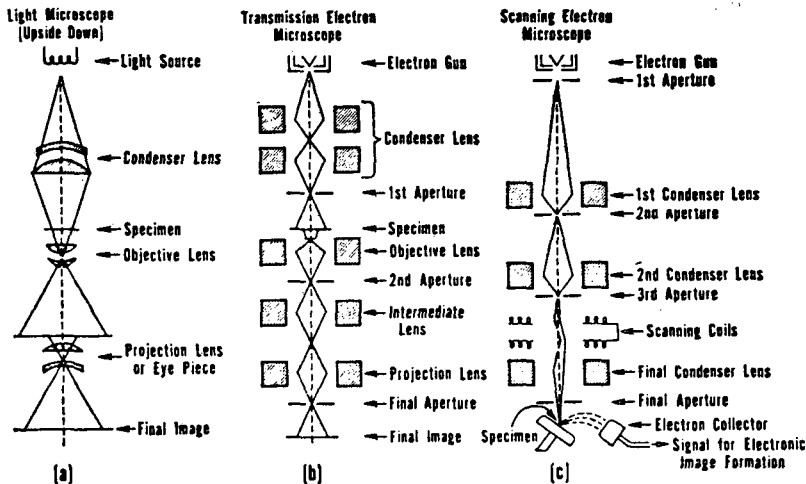 Light Microscope
(Upside Down)
Light Source
Condenser Lens
Specimen
Objective Lens
Projection Lens
or Eye Piece
Final Image
(a)
Transmission Electron
Microscope
Electron Gun
Condenser Lens
1st Aperture
Specimen
Objective Lens
2nd Aperture
Intermediate
Lens
Projection Lens
Final Aperture
Final Image
(b)
Scanning Electron
Microscope
Electron Gun
1st Aperture
1st Condenser Lens
2nd Aperture
2nd Condenser Lens
3rd Aperture
Scanning Coils
Final Condenser Lens
Final Aperture
Specimen
Electron Collector
Signal for Electronic
Image Formation
(c)